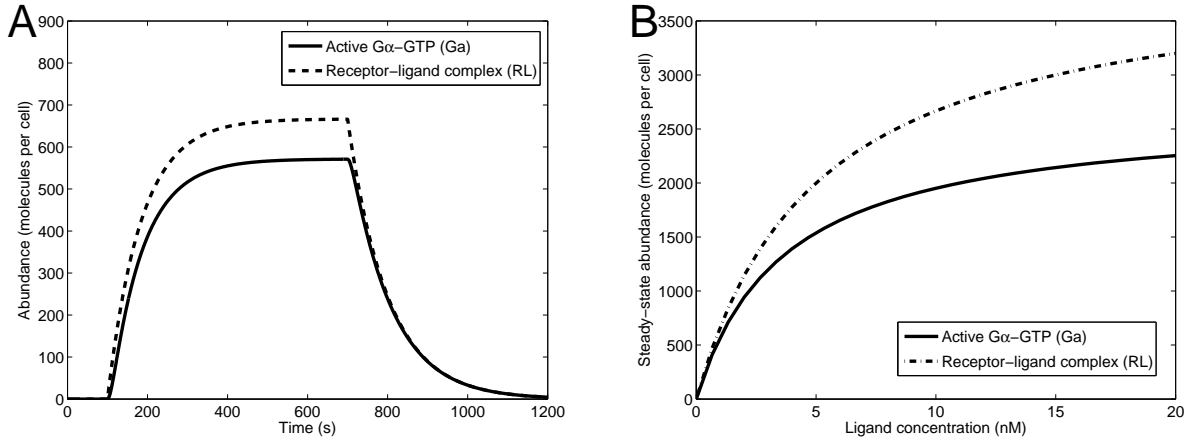 A
Abundance (molecules per cell)
900
800
700
600
500
400
300
200
100
0
0 200 400 600 800 1000 1200
Time (s)
Active Gα−GTP (Ga)
Receptor−ligand complex (RL)
B
Steady−state abundance (molecules per cell)
3500
3000
2500
2000
1500
1000
500
0
0 5 10 15 20
Ligand concentration (nM)
Active Gα−GTP (Ga)
Receptor−ligand complex (RL)